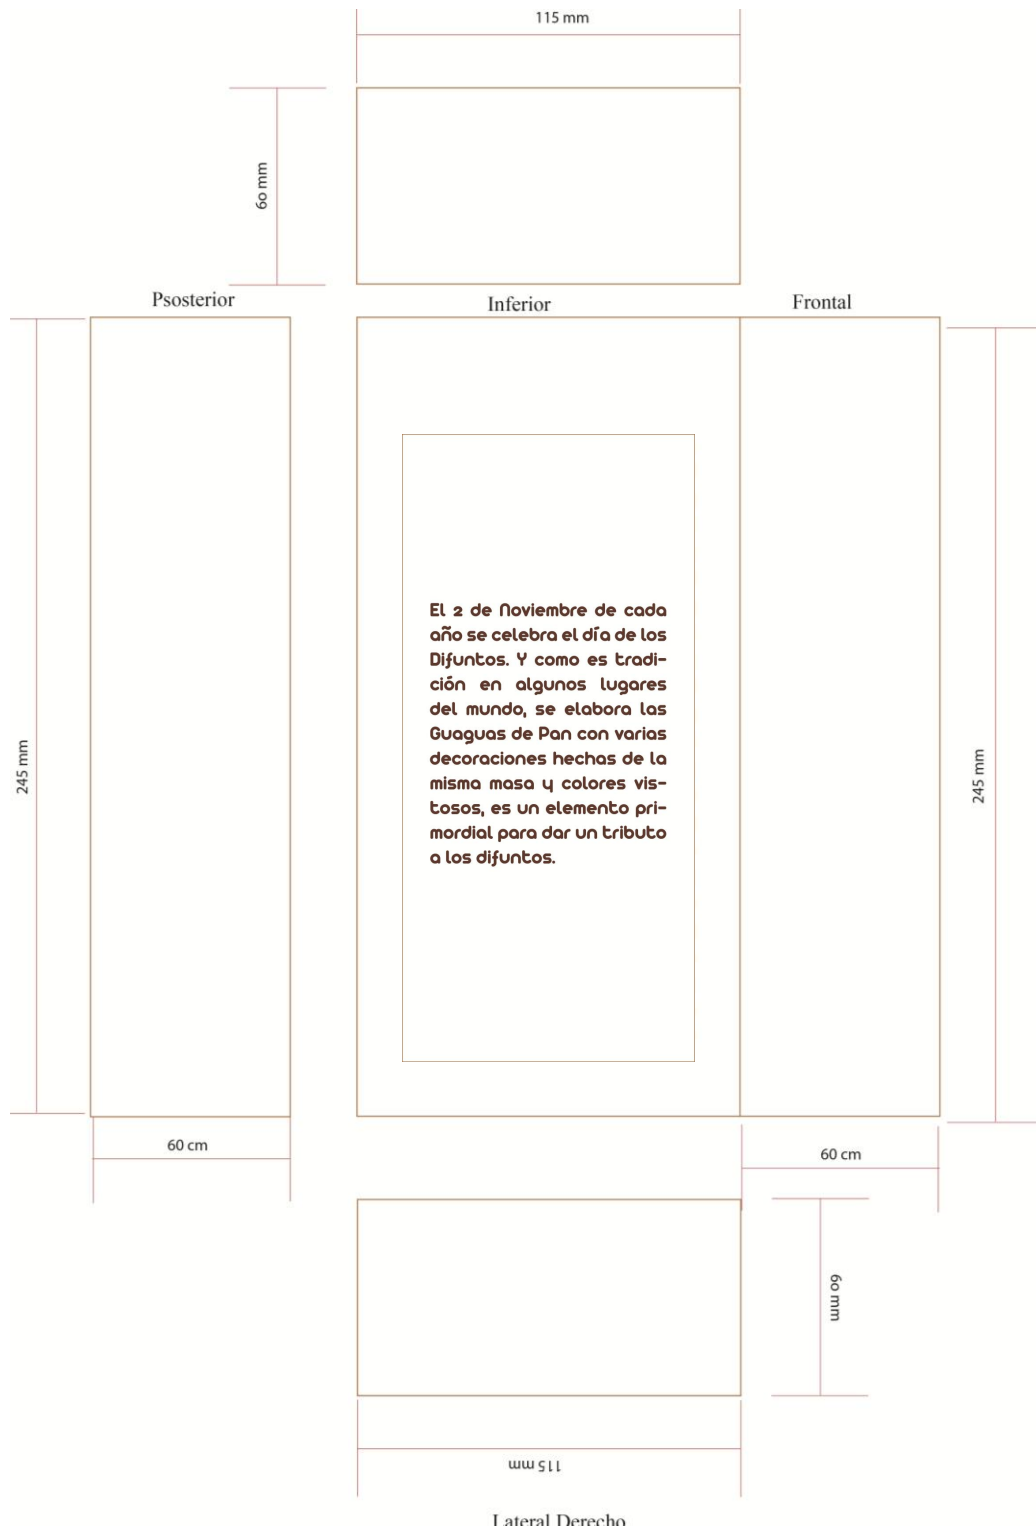 115 mm
60 mm
Psosterior
Inferior
Frontal
El 2 de Noviembre de cada
año se celebra el día de los
Difuntos. Y como es tradi-
ción en algunos lugares
del mundo, se elabora las
Guaguas de Pan con varias
decoraciones hechas de la
misma masa y colores vis-
tosos, es un elemento pri-
mordial para dar un tributo
a los difuntos.
245 mm
245 mm
60 cm
60 cm
60 mm
115 mm
Lateral Derecho